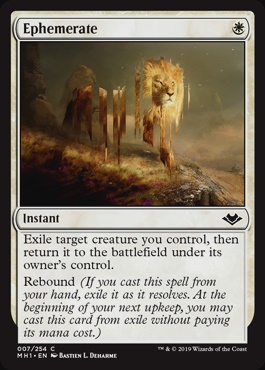 Ephemerate
Instant
Exile target creature you control, then
return it to the battlefield under its
owner's control.
Rebound (If you cast this spell from
your hand, exile it as it resolves. At the
beginning of your next upkeep, you may
cast this card from exile without paying
its mana cost.)
007/254 C
MH1 • EN Bastien L. Deharme
™ & © 2019 Wizards of the Coast